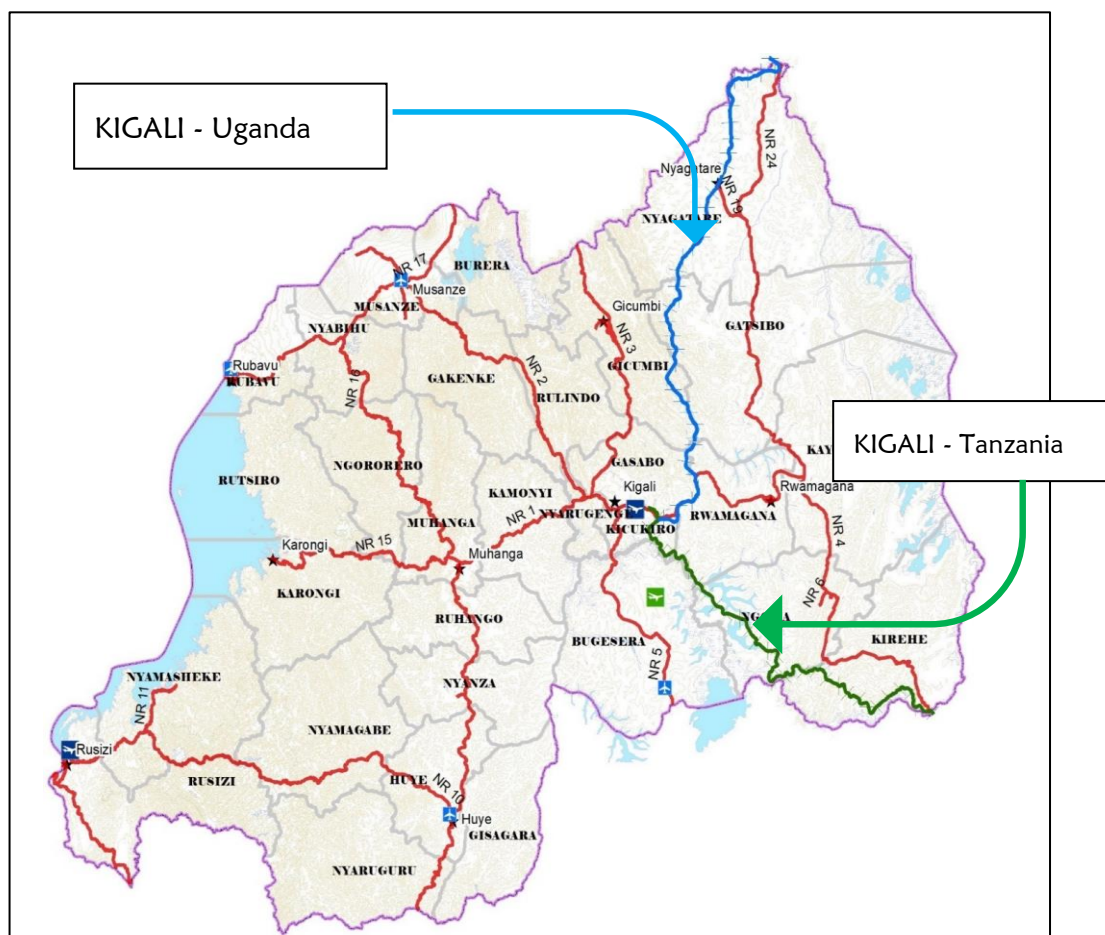 KIGALI - Uganda
NR 24
Nyagatare
NR 19
NYAGATARE
NR 17
BURERA
Musanze
MUSANZE
Gicumbi
NYABIHU
GATSIBO
NR 3
GICUMBI
Rubavu
RUBAVU
NR 16
GAKENKE
NR 2
RULINDO
KIGALI - Tanzania
KAY
GASABO
NGORORERO
RUTSIRO
KAMONYI
Kigali
Rwamagana
NYARUGENGE
RWAMAGANA
MUHANGA
NR 1
KICUKIRO
NR 4
Karongi
NR 15
Muhanga
KARONGI
NR 6
RUHANGO
NGOMA
BUGESERA
KIREHE
NR 5
NYAMASHEKE
NYANZA
NR 11
NYAMAGABE
Rusizi
RUSIZI
HUYE
NR 10
Huye
GISAGARA
NYARUGURU